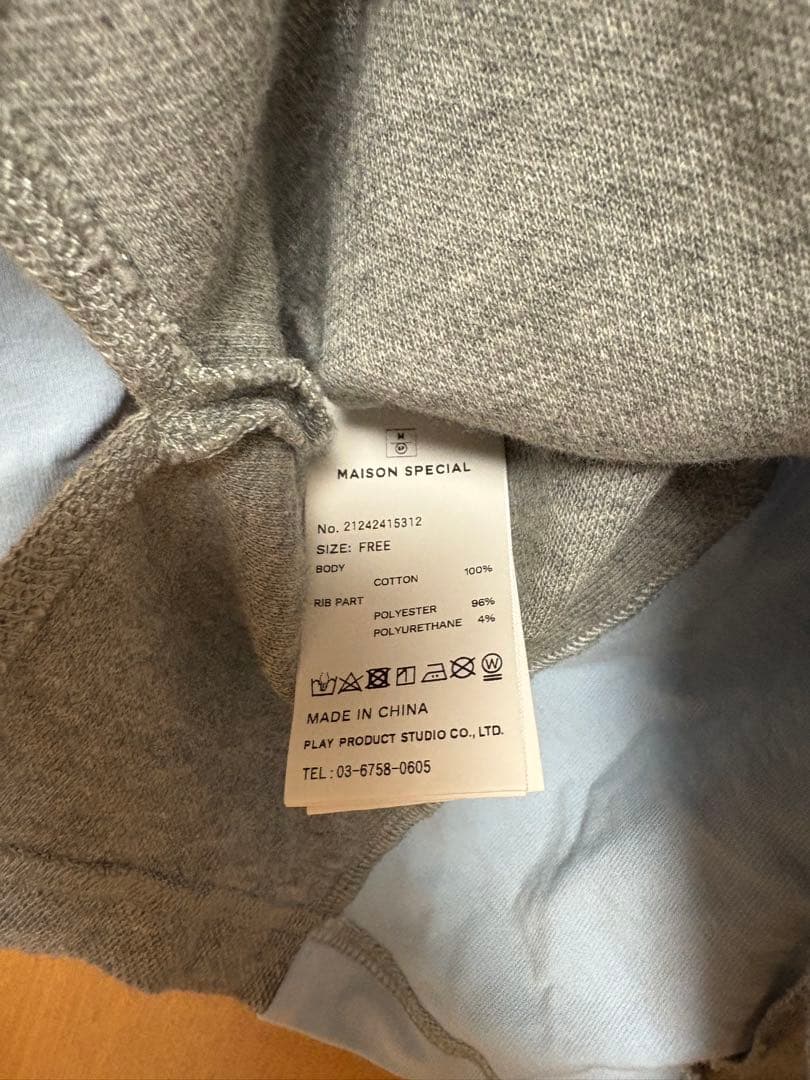 M
SP
MAISON SPECIAL
No. 21242415312
SIZE: FREE
BODY
COTTON 100%
RIB PART
POLYESTER 96%
POLYURETHANE 4%
W
MADE IN CHINA
PLAY PRODUCT STUDIO CO., LTD.
TEL : 03-6758-0605